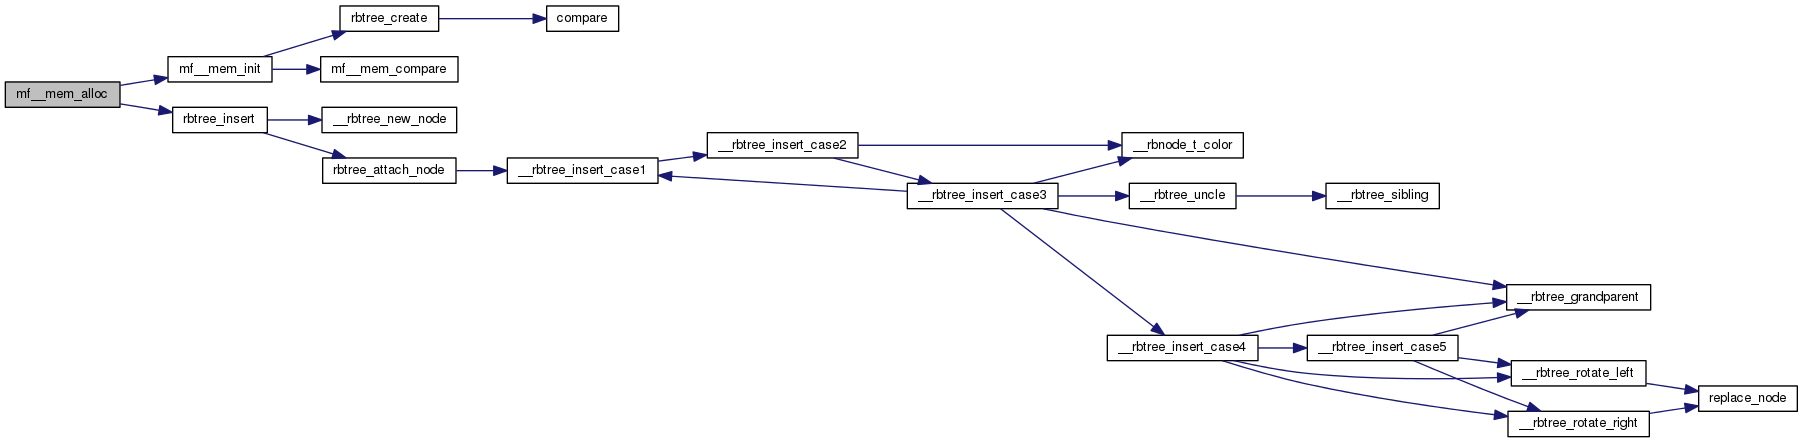 rbtree_create
compare
mf__mem_init
mf__mem_compare
mf__mem_alloc
rbtree_insert
__rbtree_new_node
rbtree_attach_node
__rbtree_insert_case1
__rbtree_insert_case2
__rbnode_t_color
__rbtree_insert_case3
__rbtree_uncle
__rbtree_sibling
__rbtree_grandparent
__rbtree_insert_case4
__rbtree_insert_case5
__rbtree_rotate_left
replace_node
__rbtree_rotate_right